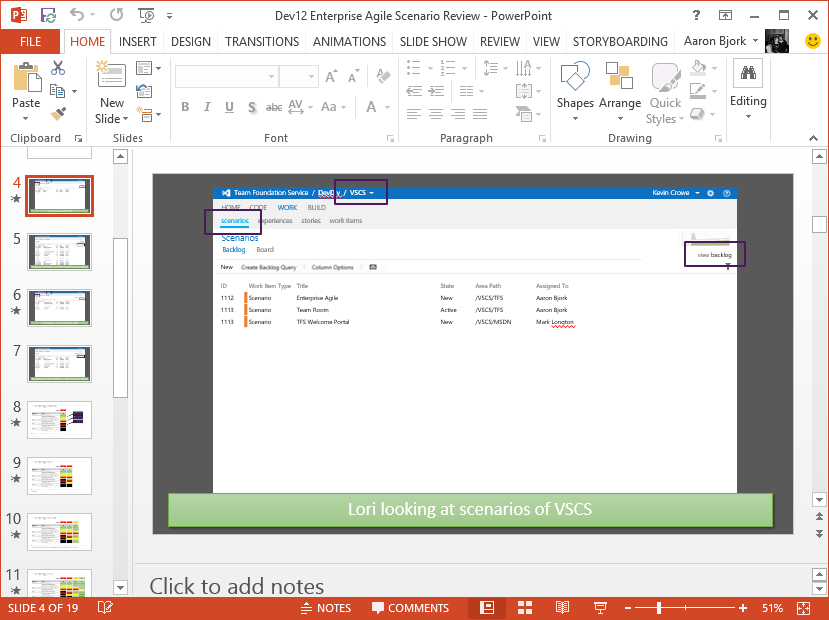 Dev12 Enterprise Agile Scenario Review - PowerPoint
?
FILE HOME INSERT DESIGN TRANSITIONS ANIMATIONS SLIDE SHOW REVIEW VIEW STORYBOARDING Aaron Bjork
Paste New Slide B I U S abc AV Aa A Shapes Arrange Quick Styles Editing
Clipboard Slides Font Paragraph Drawing
4
5
6
7
8
9
10
11
Team Foundation Service / DevDiv / VSCS Kevin Crowe
HOME CODE WORK BUILD
scenarios experiences stories work items
Scenarios
Backlog Board
view backlog
New Create Backlog Query Column Options
ID Work Item Type Title State Area Path Assigned To
1112 Scenario Enterprise Agile New /VSCS/TFS Aaron Bjork
1113 Scenario Team Room Active /VSCS/TFS Aaron Bjork
1113 Scenario TFS Welcome Portal New /VSCS/MSDN Mark Longton
Lori looking at scenarios of VSCS
Click to add notes
SLIDE 4 OF 19 NOTES COMMENTS 51%